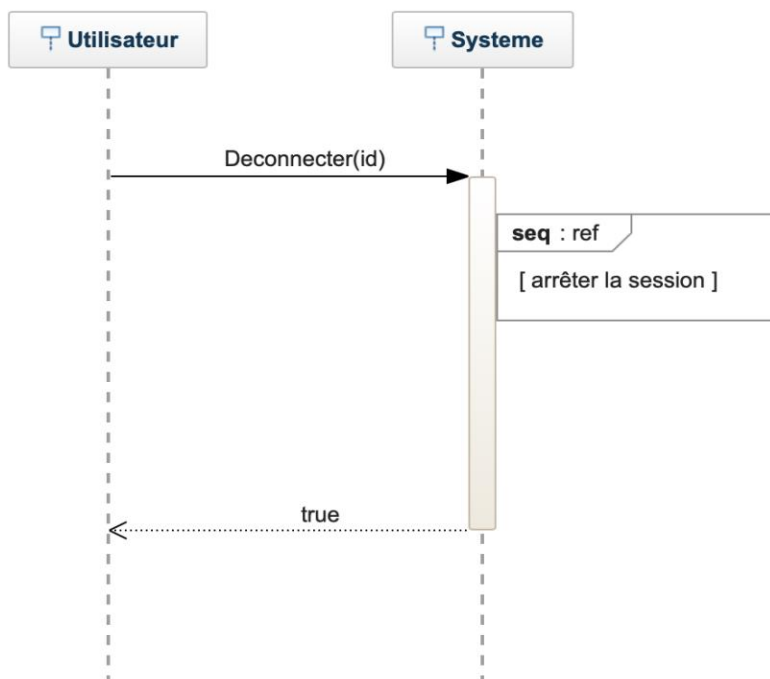 Utilisateur
Systeme
Deconnecter(id)
seq : ref
[ arrêter la session ]
true